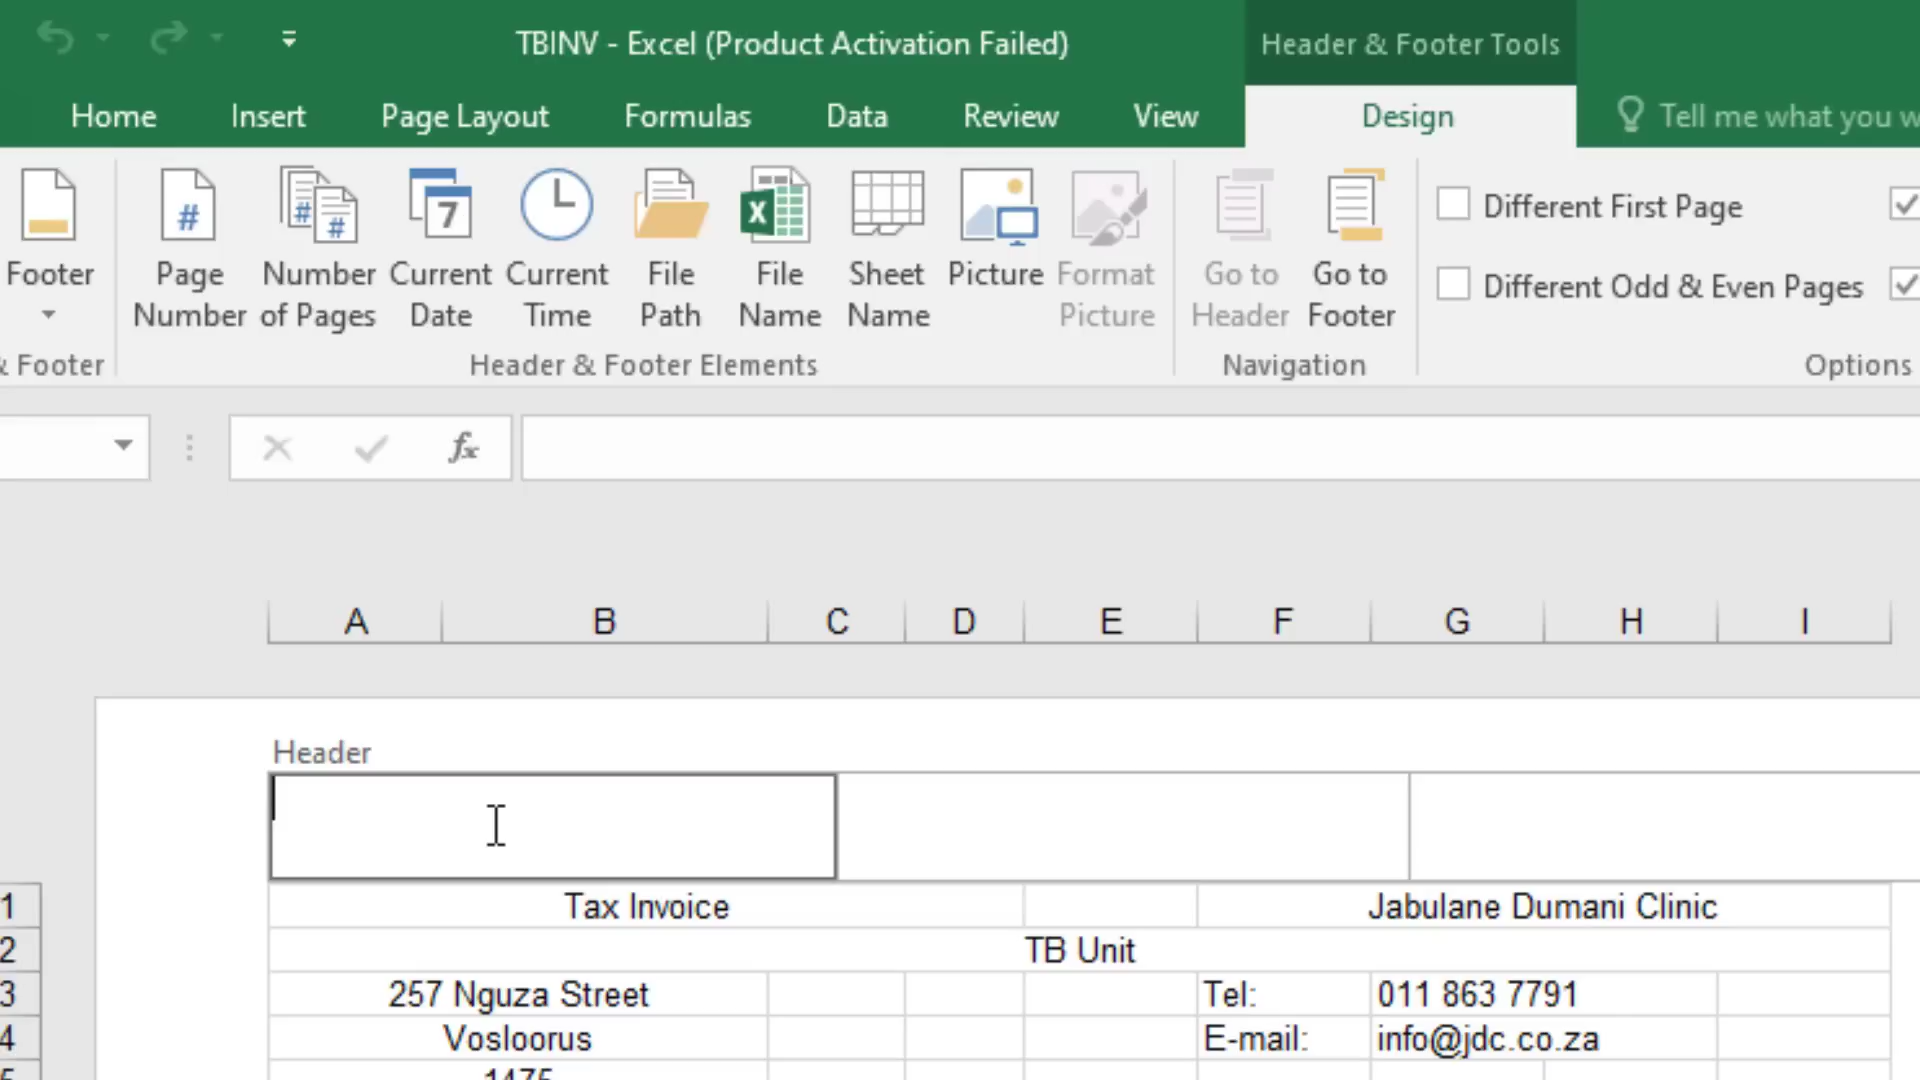 TBINV - Excel (Product Activation Failed)
Header & Footer Tools
Home Insert Page Layout Formulas Data Review View Design Tell me what you w
Footer
Page Number
Number of Pages
7
Current Date
Current Time
File Path
X
File Name
Sheet Name
Picture
Format Picture
Go to Header
Go to Footer
Different First Page
Different Odd & Even Pages
& Footer
Header & Footer Elements
Navigation
Options
fx
A B C D E F G H I
Header
1 Tax Invoice Jabulane Dumani Clinic
2 TB Unit
3 257 Nguza Street Tel: 011 863 7791
4 Vosloorus E-mail: info@jdc.co.za
5 1475